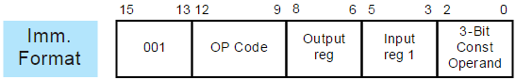 15 13 12 9 8 6 5 3 2 0
Imm.
Format
001
OP Code
Output
reg
Input
reg 1
3-Bit
Const
Operand